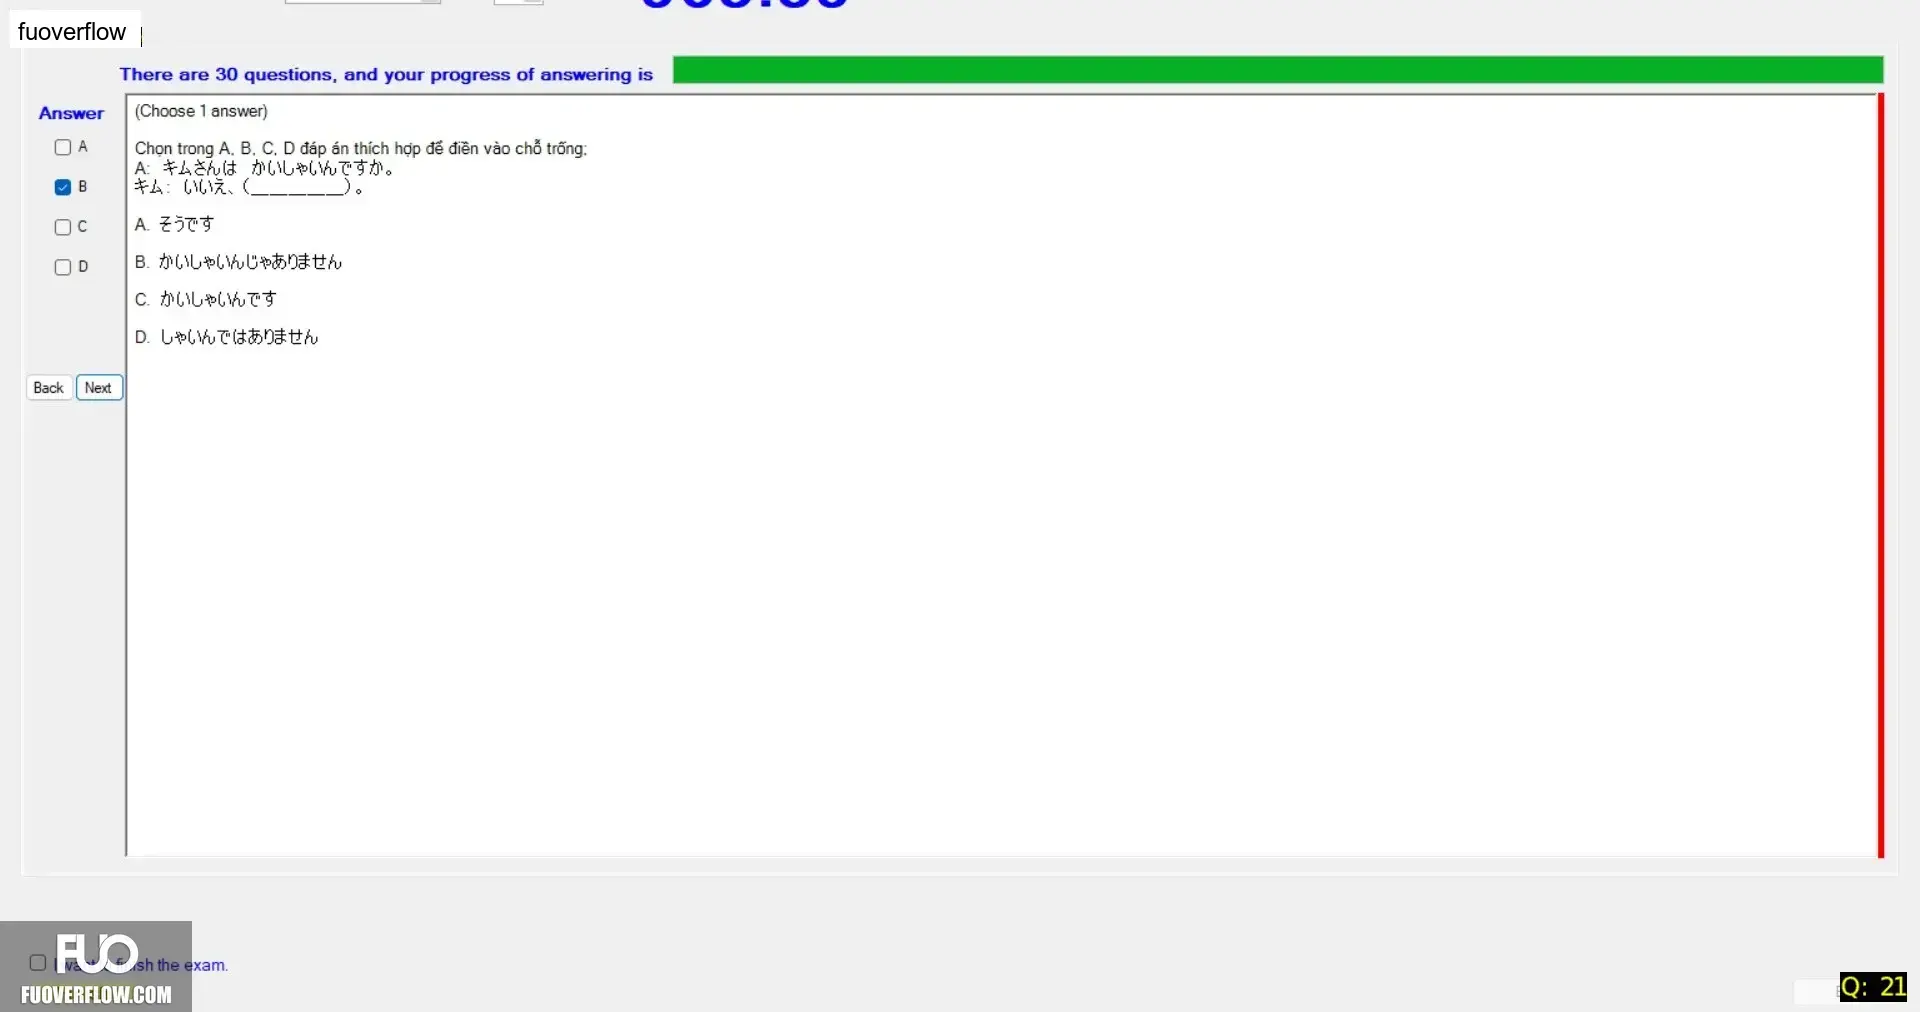 fuoverflow
There are 30 questions, and your progress of answering is
Answer
(Choose 1 answer)
A
B
C
D
Chọn trong A, B, C, D đáp án thích hợp để điền vào chỗ trống;
A: キムさんは かいしゃいんですか。
キム: いいえ、(__________)。
A. そうです
B. かいしゃいんじゃありません
C. かいしゃいんです
D. しゃいんではありません
Back
Next
FUO
the exam.
FUOVERFLOW.COM
Q: 21